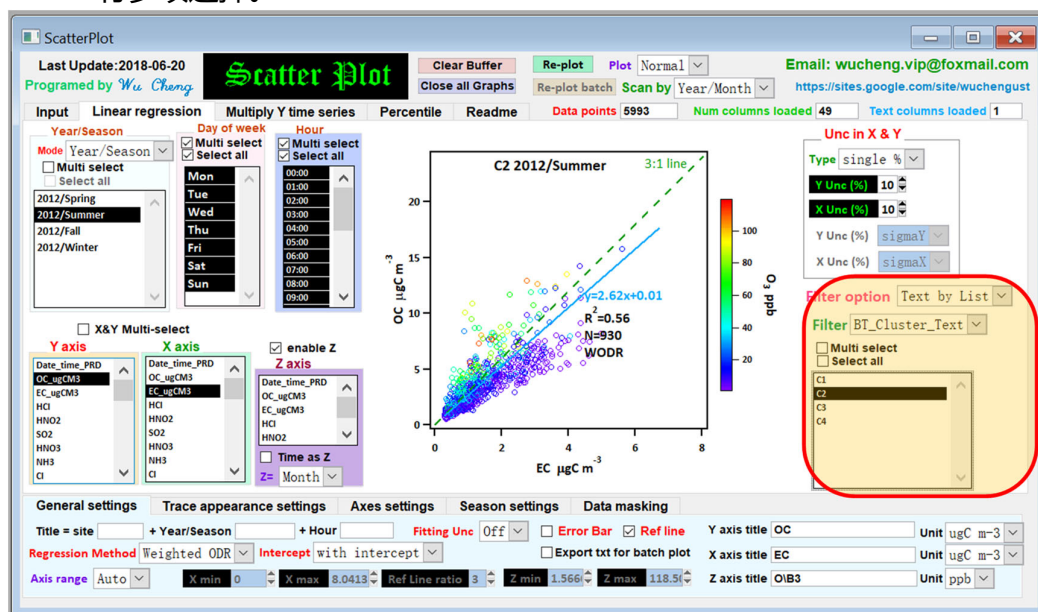 有多项选择。
ScatterPlot
Last Update:2018-06-20
Programed by Wu Cheng
Scatter Plot
Clear Buffer
Close all Graphs
Re-plot Plot Normal
Re-plot batch Scan by Year/Month
Email: wucheng.vip@foxmail.com
https://sites.google.com/site/wuchengust
Input Linear regression Multiply Y time series Percentile Readme Data points 5993 Num columns loaded 49 Text columns loaded 1
Year/Season
Mode Year/Season
Multi select
Select all
2012/Spring
2012/Summer
2012/Fall
2012/Winter
Day of week
Multi select
Select all
Mon
Tue
Wed
Thu
Fri
Sat
Sun
Hour
Multi select
Select all
00:00
01:00
02:00
03:00
04:00
05:00
06:00
07:00
08:00
09:00
X&Y Multi-select
Y axis
Date_time_PRD
OC_ugCM3
EC_ugCM3
HCl
HNO2
SO2
HNO3
NH3
Cl
X axis
Date_time_PRD
OC_ugCM3
EC_ugCM3
HCl
HNO2
SO2
HNO3
NH3
Cl
enable Z
Z axis
Date_time_PRD
OC_ugCM3
EC_ugCM3
HCl
HNO2
Time as Z
Z= Month
C2 2012/Summer
3:1 line
20
15
10
5
0
OC µgC m-3
0 2 4 6 8
EC µgC m-3
y=2.62x+0.01
R2=0.56
N=930
WODR
100
80
60
40
20
O3 ppb
Unc in X & Y
Type single %
Y Unc (%) 10
X Unc (%) 10
Y Unc (%) sigmaY
X Unc (%) sigmaX
Filter option Text by List
Filter BT_Cluster_Text
Multi select
Select all
C1
C2
C3
C4
General settings Trace appearance settings Axes settings Season settings Data masking
Title = site + Year/Season + Hour Fitting Unc Off Error Bar Ref line Y axis title OC Unit ugC m-3
Regression Method Weighted ODR Intercept with intercept Export txt for batch plot X axis title EC Unit ugC m-3
Axis range Auto X min 0 X max 8.0413 Ref Line ratio 3 Z min 1.566 Z max 118.5 Z axis title O\B3 Unit ppb